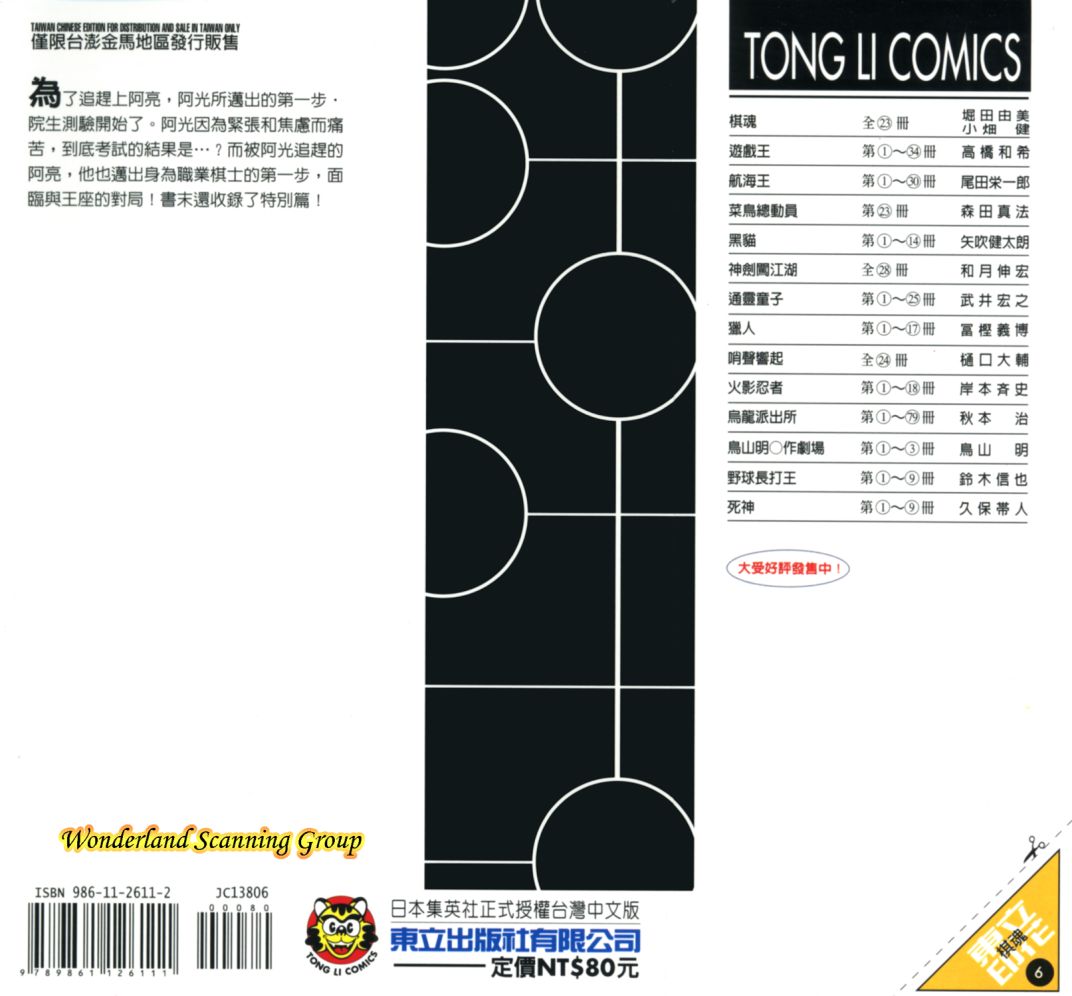 TAIWAN CHINESE EDITION FOR DISTRIBUTION AND SALE IN TAIWAN ONLY
僅限台澎金馬地區發行販售
為了追趕上阿亮，阿光所邁出的第一步．
院生測驗開始了。阿光因為緊張和焦慮而痛
苦，到底考試的結果是…？而被阿光追趕的
阿亮，他也邁出身為職業棋士的第一步，面
臨與王座的對局！書末還收錄了特別篇！
TONG LI COMICS
棋魂 全㉓冊 堀田由美 小畑健
遊戲王 第①～㉞冊 高橋和希
航海王 第①～㉚冊 尾田栄一郎
菜鳥總動員 第㉓冊 森田真法
黑貓 第①～⑭冊 矢吹健太朗
神劍闖江湖 全㉘冊 和月伸宏
通靈童子 第①～㉕冊 武井宏之
獵人 第①～⑰冊 冨樫義博
哨聲響起 全㉔冊 樋口大輔
火影忍者 第①～⑱冊 岸本斉史
烏龍派出所 第①～79冊 秋本治
鳥山明○作劇場 第①～③冊 鳥山明
野球長打王 第①～⑨冊 鈴木信也
死神 第①～⑨冊 久保帯人
大受好評發售中！
Wonderland Scanning Group
ISBN 986-11-2611-2
JC13806
00080
9 789861 126111
TONG LI COMICS
日本集英社正式授權台灣中文版
東立出版社有限公司
定價NT$80元
東立
印花
棋魂
6